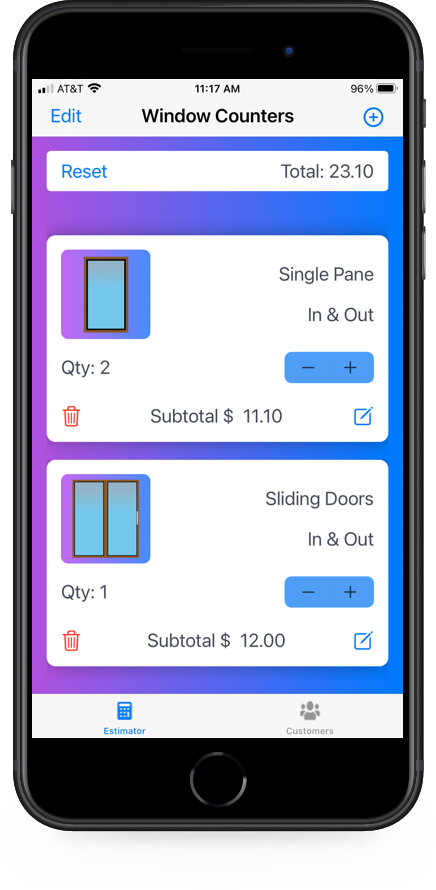 AT&T 11:17 AM 96%
Edit Window Counters
Reset Total: 23.10
Single Pane
In & Out
Qty: 2 − +
Subtotal $ 11.10
Sliding Doors
In & Out
Qty: 1 − +
Subtotal $ 12.00
Estimator Customers